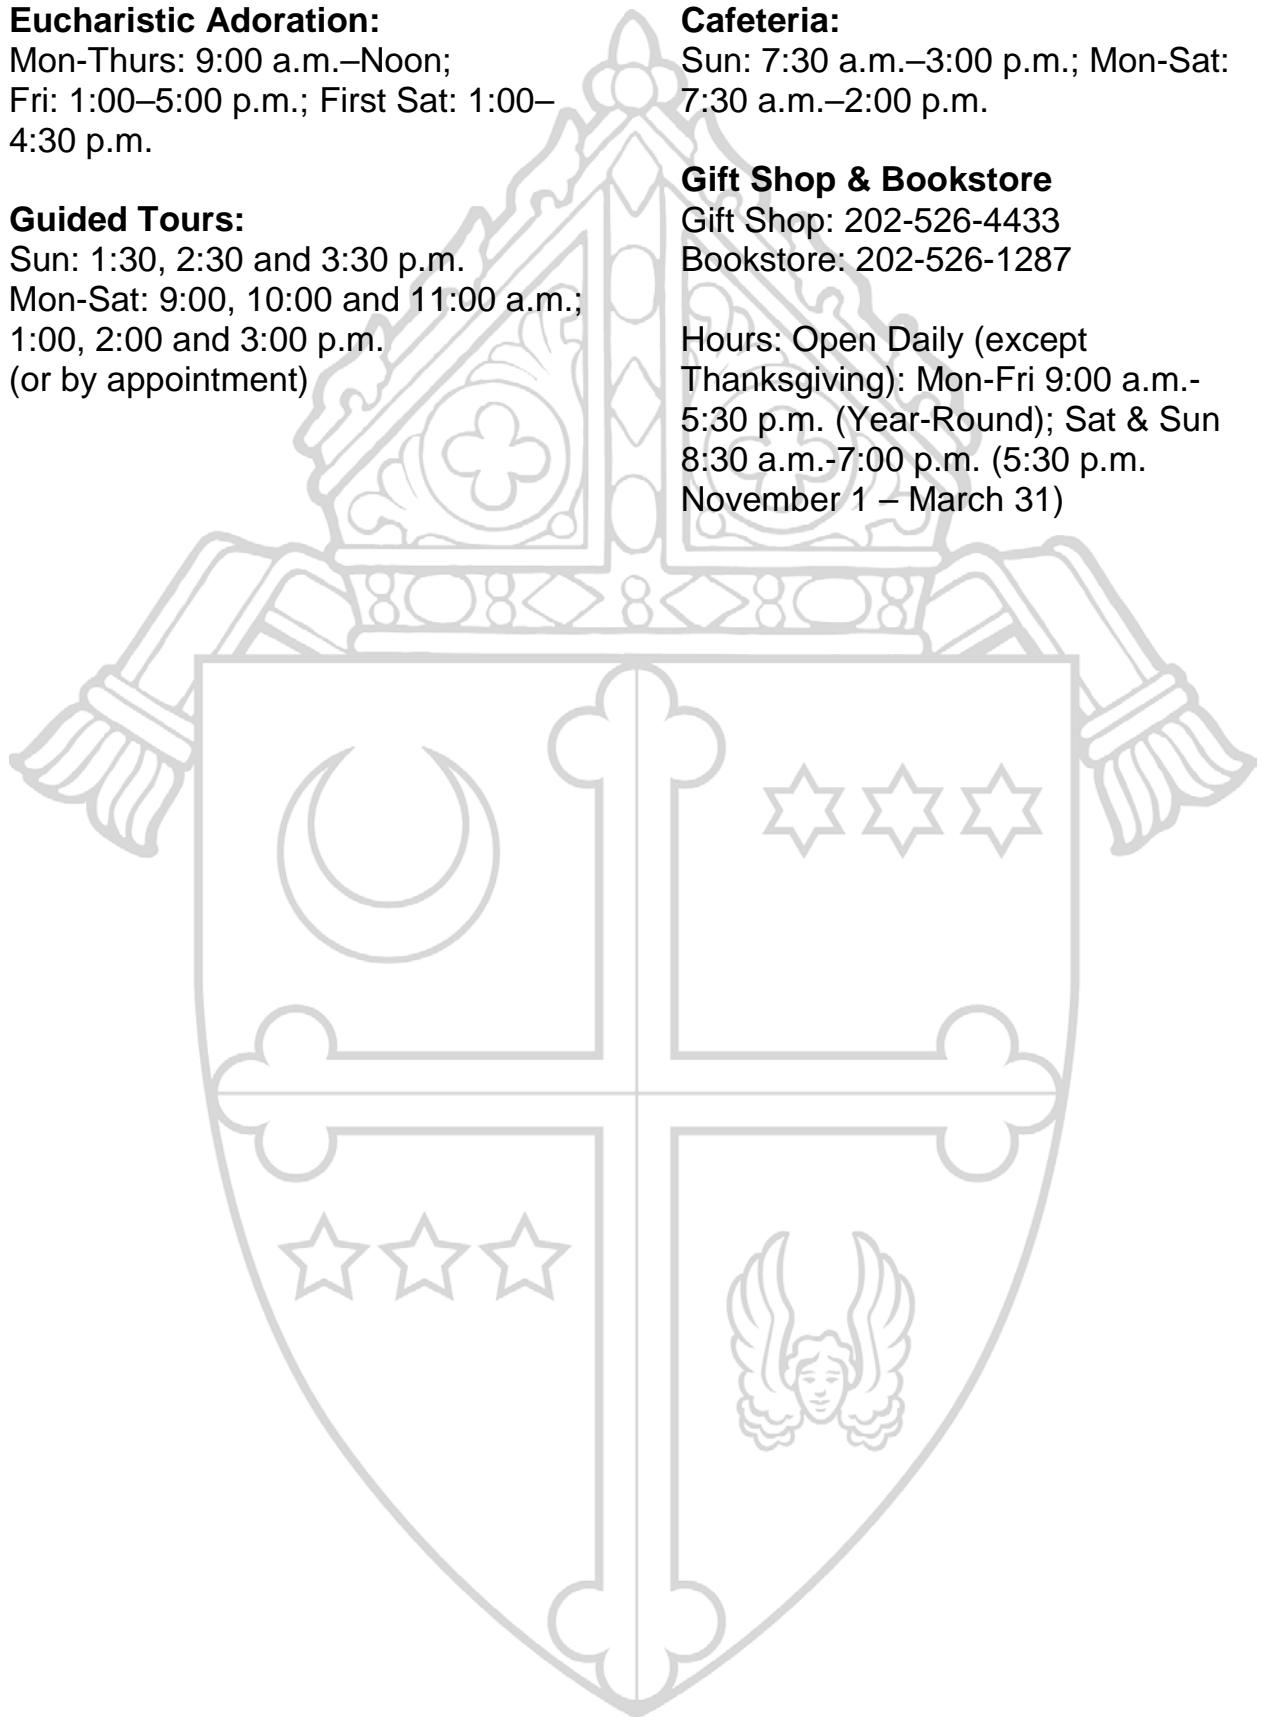 Eucharistic Adoration:
Mon-Thurs: 9:00 a.m.–Noon;
Fri: 1:00–5:00 p.m.; First Sat: 1:00–
4:30 p.m.
Guided Tours:
Sun: 1:30, 2:30 and 3:30 p.m.
Mon-Sat: 9:00, 10:00 and 11:00 a.m.;
1:00, 2:00 and 3:00 p.m.
(or by appointment)
Cafeteria:
Sun: 7:30 a.m.–3:00 p.m.; Mon-Sat:
7:30 a.m.–2:00 p.m.
Gift Shop & Bookstore
Gift Shop: 202-526-4433
Bookstore: 202-526-1287
Hours: Open Daily (except
Thanksgiving): Mon-Fri 9:00 a.m.-
5:30 p.m. (Year-Round); Sat & Sun
8:30 a.m.-7:00 p.m. (5:30 p.m.
November 1 – March 31)